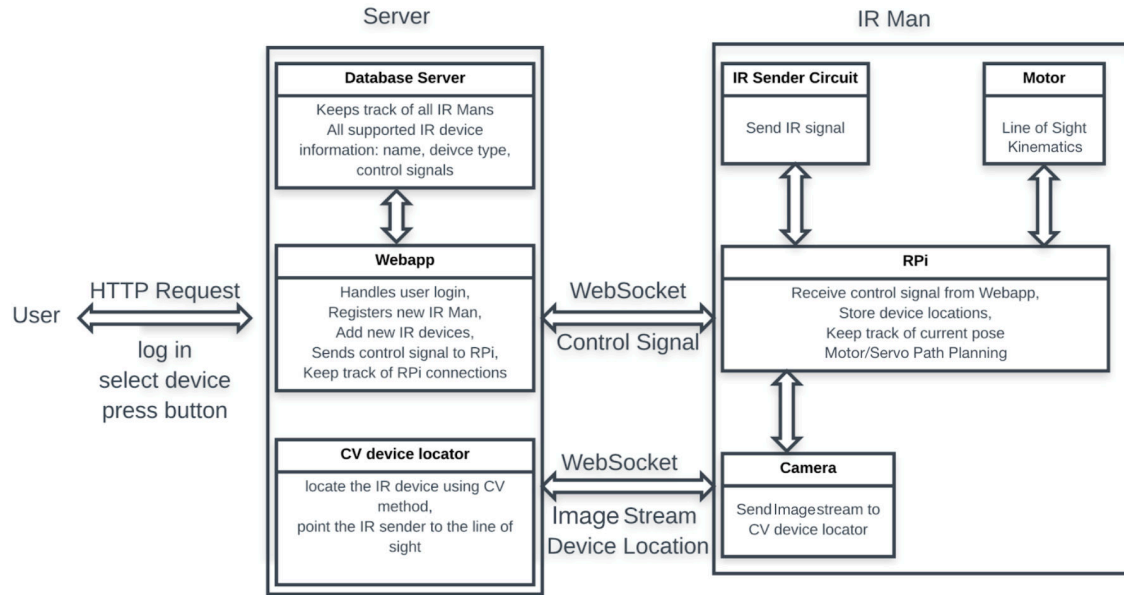 Server
IR Man
Database Server
Keeps track of all IR Mans
All supported IR device
information: name, deivce type,
control signals
IR Sender Circuit
Send IR signal
Motor
Line of Sight
Kinematics
User
HTTP Request
log in
select device
press button
Webapp
Handles user login,
Registers new IR Man,
Add new IR devices,
Sends control signal to RPi,
Keep track of RPi connections
WebSocket
Control Signal
RPi
Receive control signal from Webapp,
Store device locations,
Keep track of current pose
Motor/Servo Path Planning
CV device locator
locate the IR device using CV
method,
point the IR sender to the line of
sight
WebSocket
Image Stream
Device Location
Camera
Send Image stream to
CV device locator